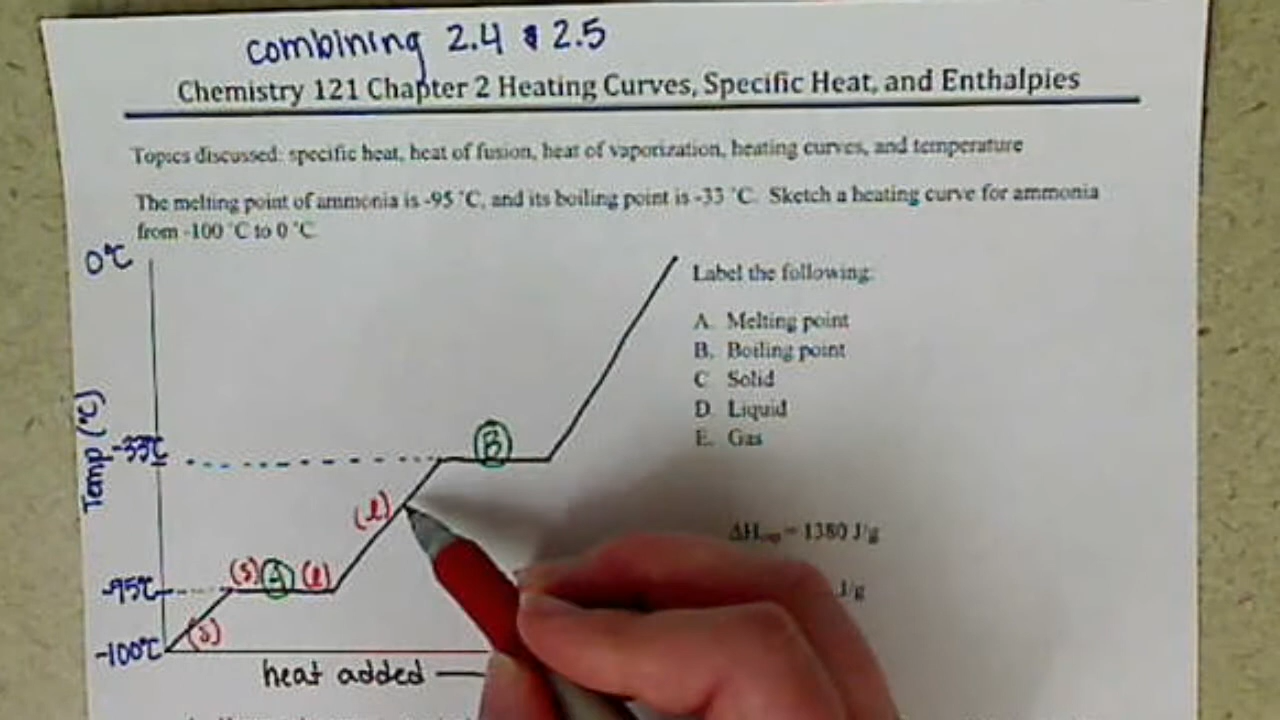 combining 2.4 & 2.5
Chemistry 121 Chapter 2 Heating Curves, Specific Heat, and Enthalpies
Topics discussed: specific heat, heat of fusion, heat of vaporization, heating curves, and temperature
The melting point of ammonia is -95 °C, and its boiling point is -33 °C. Sketch a heating curve for ammonia
from -100 °C to 0 °C
0°C
Label the following:
A. Melting point
B. Boiling point
C Solid
D. Liquid
E. Gas
Temp (°C)
-33°C
B
(l)
ΔHvap = 1380 J/g
-95°C
(s) A (l)
J/g
(s)
-100°C
heat added